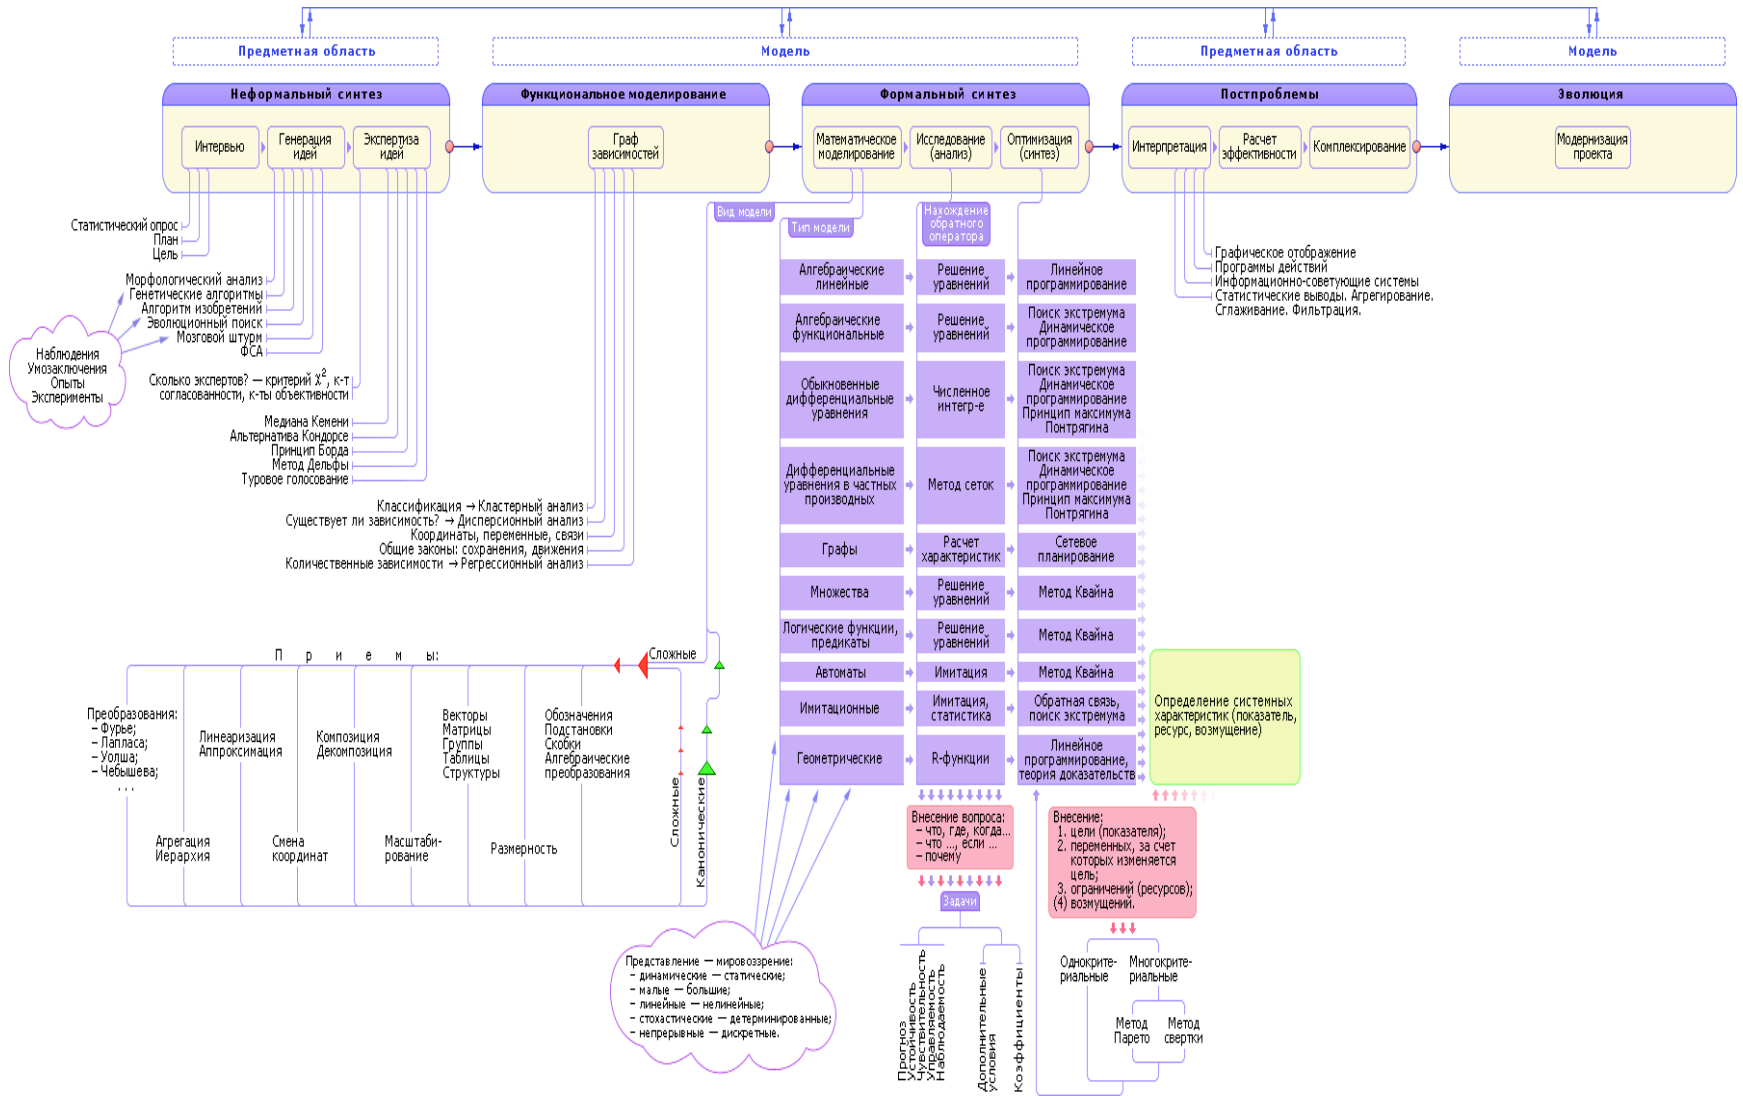 Предметная область
Модель
Предметная область
Модель
Неформальный синтез
Функциональное моделирование
Формальный синтез
Постпроблемы
Эволюция
Интервью
Генерация
идей
Экспертиза
идей
Граф
зависимостей
Математическое
моделирование
Исследование
(анализ)
Оптимизация
(синтез)
Интерпретация
Расчет
эффективности
Комплексирование
Модернизация
проекта
Статистический опрос
План
Цель
Морфологический анализ
Генетические алгоритмы
Алгоритм изобретений
Эволюционный поиск
Мозговой штурм
ФСА
Наблюдения
Умозаключения
Опыты
Эксперименты
Сколько экспертов? — критерий χ², к-т
согласованности, к-ты объективности
Медиана Кемени
Альтернатива Кондорсе
Принцип Борда
Метод Дельфы
Туровое голосование
Классификация → Кластерный анализ
Существует ли зависимость? → Дисперсионный анализ
Координаты, переменные, связи
Общие законы: сохранения, движения
Количественные зависимости → Регрессионный анализ
Вид модели
Тип модели
Нахождение
обратного
оператора
Графическое отображение
Программы действий
Информационно-советующие системы
Статистические выводы. Агрегирование.
Сглаживание. Фильтрация.
Алгебраические
линейные
Решение
уравнений
Линейное
программирование
Алгебраические
функциональные
Решение
уравнений
Поиск экстремума
Динамическое
программирование
Обыкновенные
дифференциальные
уравнения
Численное
интегр-е
Поиск экстремума
Динамическое
программирование
Принцип максимума
Понтрягина
Дифференциальные
уравнения в частных
производных
Метод сеток
Поиск экстремума
Динамическое
программирование
Принцип максимума
Понтрягина
Графы
Расчет
характеристик
Сетевое
планирование
Множества
Решение
уравнений
Метод Квайна
Логические функции,
предикаты
Решение
уравнений
Метод Квайна
Автоматы
Имитация
Метод Квайна
Имитационные
Имитация,
статистика
Обратная связь,
поиск экстремума
Геометрические
R-функции
Линейное
программирование,
теория доказательств
Определение системных
характеристик (показатель,
ресурс, возмущение)
Приемы:
Сложные
Преобразования:
– Фурье;
– Лапласа;
– Уолша;
– Чебышева;
. . .
Линеаризация
Аппроксимация
Композиция
Декомпозиция
Векторы
Матрицы
Группы
Таблицы
Структуры
Обозначения
Подстановки
Скобки
Алгебраические
преобразования
Агрегация
Иерархия
Смена
координат
Масштаби-
рование
Размерность
Сложные
Канонические
Внесение вопроса:
– что, где, когда...
– что ..., если ...
– почему
Задачи
Прогноз
Устойчивость
Чувствительность
Управляемость
Наблюдаемость
Дополнительные
условия
Коэффициенты
Внесение:
1. цели (показателя);
2. переменных, за счет
которых изменяется
цель;
3. ограничений (ресурсов);
(4) возмущений.
Однокрите-
риальные
Многокрите-
риальные
Метод
Парето
Метод
свертки
Представление — мировоззрение:
– динамические — статические;
– малые — большие;
– линейные — нелинейные;
– стохастические — детерминированные;
– непрерывные — дискретные.